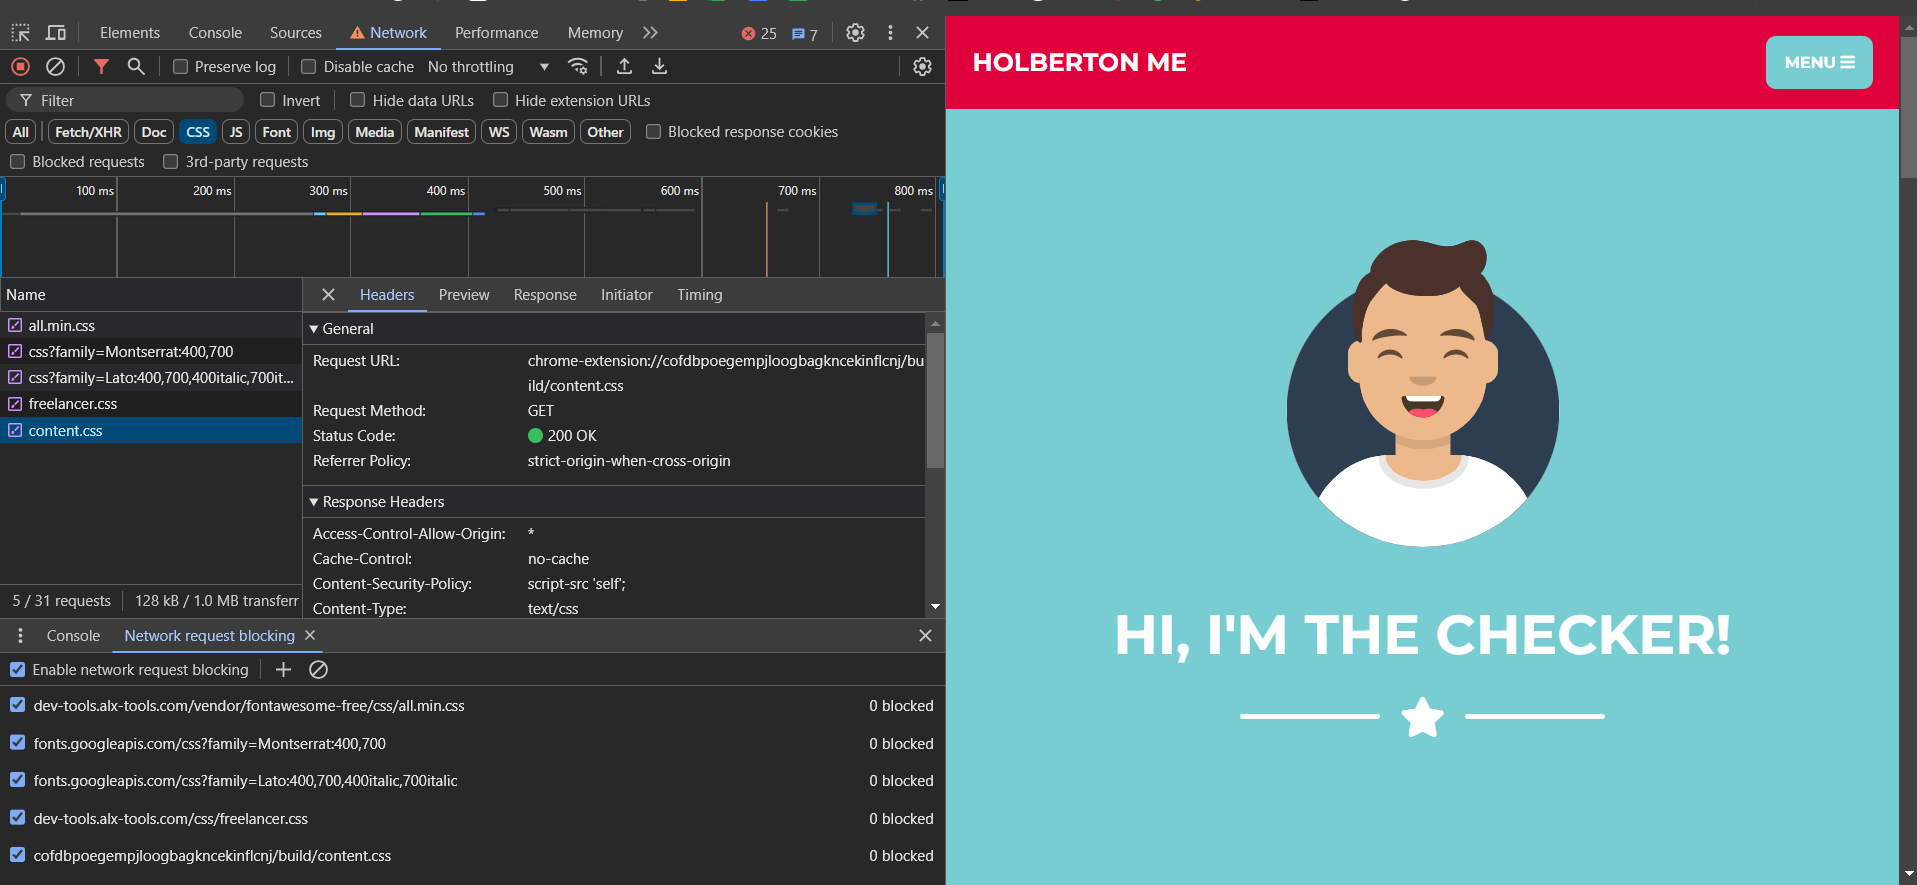 Elements Console Sources Network Performance Memory 25 7
Preserve log Disable cache No throttling
Filter Invert Hide data URLs Hide extension URLs
All Fetch/XHR Doc CSS JS Font Img Media Manifest WS Wasm Other Blocked response cookies
Blocked requests 3rd-party requests
100 ms 200 ms 300 ms 400 ms 500 ms 600 ms 700 ms 800 ms
Name
all.min.css
css?family=Montserrat:400,700
css?family=Lato:400,700,400italic,700it...
freelancer.css
content.css
5 / 31 requests 128 kB / 1.0 MB transferr
Headers Preview Response Initiator Timing
General
Request URL: chrome-extension://cofdbpoegempjloogbagkncekinflcnj/bu
ild/content.css
Request Method: GET
Status Code: 200 OK
Referrer Policy: strict-origin-when-cross-origin
Response Headers
Access-Control-Allow-Origin: *
Cache-Control: no-cache
Content-Security-Policy: script-src 'self';
Content-Type: text/css
Console Network request blocking
Enable network request blocking
dev-tools.alx-tools.com/vendor/fontawesome-free/css/all.min.css 0 blocked
fonts.googleapis.com/css?family=Montserrat:400,700 0 blocked
fonts.googleapis.com/css?family=Lato:400,700,400italic,700italic 0 blocked
dev-tools.alx-tools.com/css/freelancer.css 0 blocked
cofdbpoegempjloogbagkncekinflcnj/build/content.css 0 blocked
HOLBERTON ME
MENU
HI, I'M THE CHECKER!